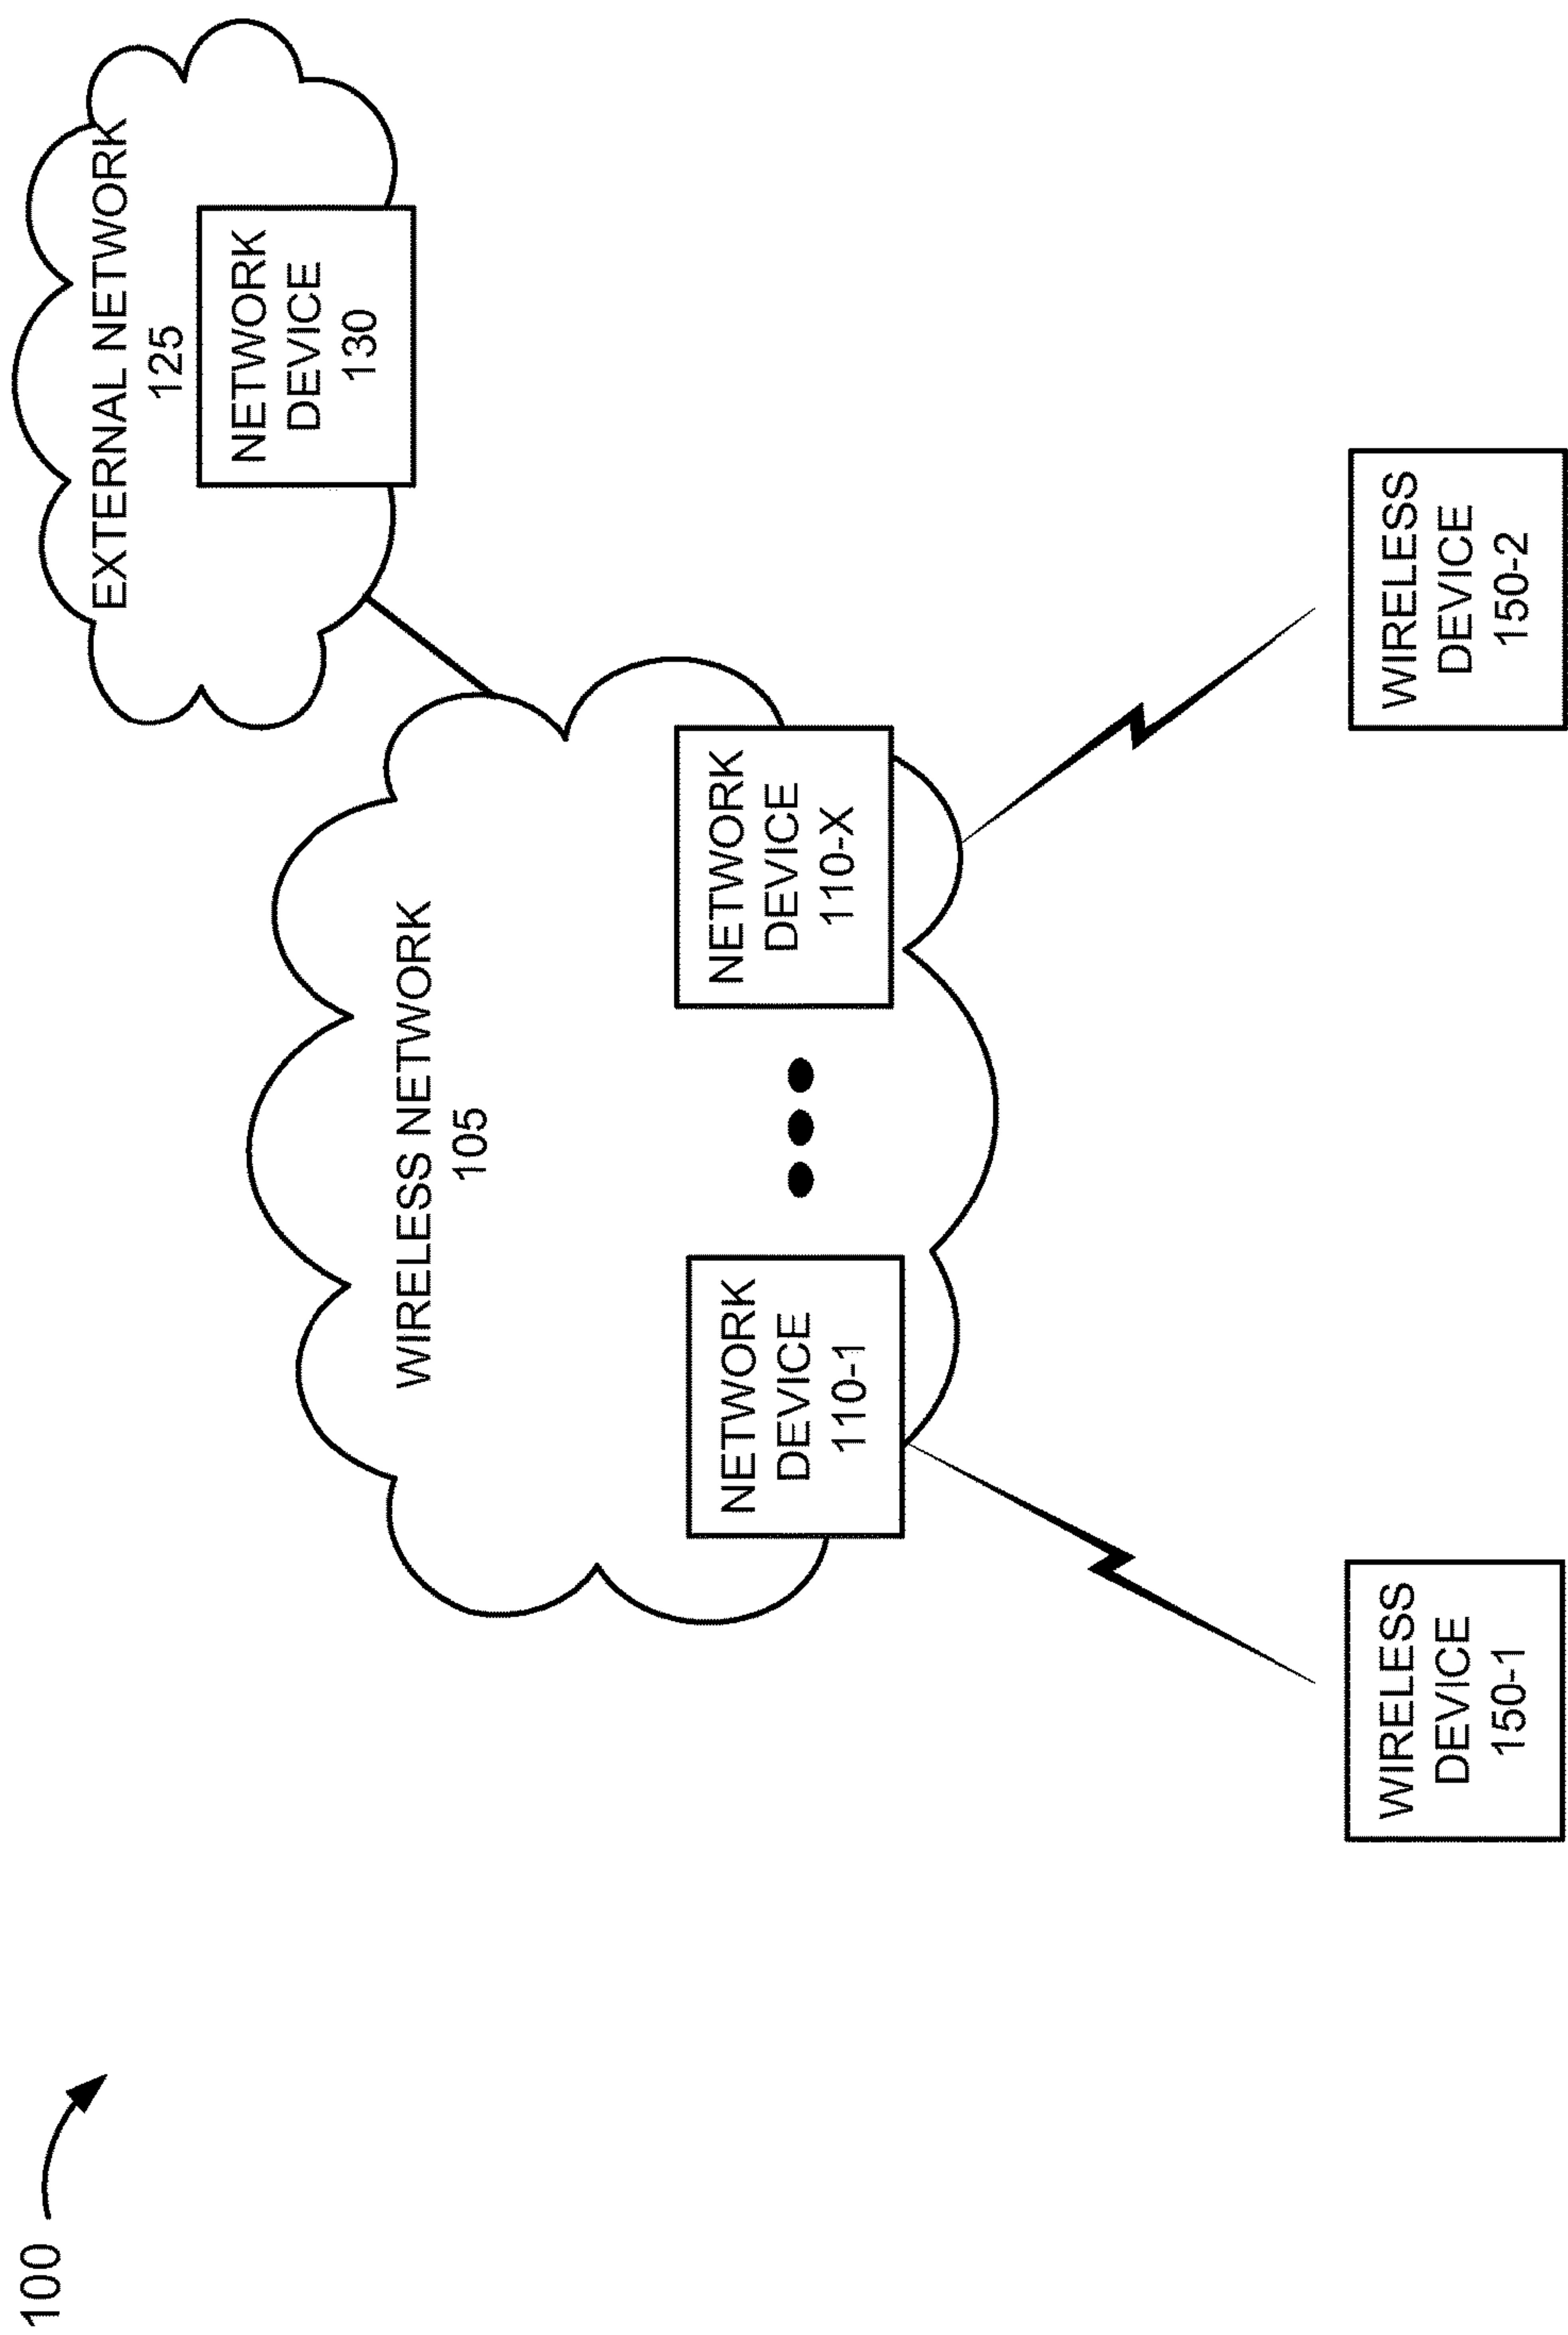 100
EXTERNAL NETWORK
125
NETWORK
DEVICE
130
WIRELESS NETWORK
105
NETWORK
DEVICE
110-1
NETWORK
DEVICE
110-X
WIRELESS
DEVICE
150-1
WIRELESS
DEVICE
150-2